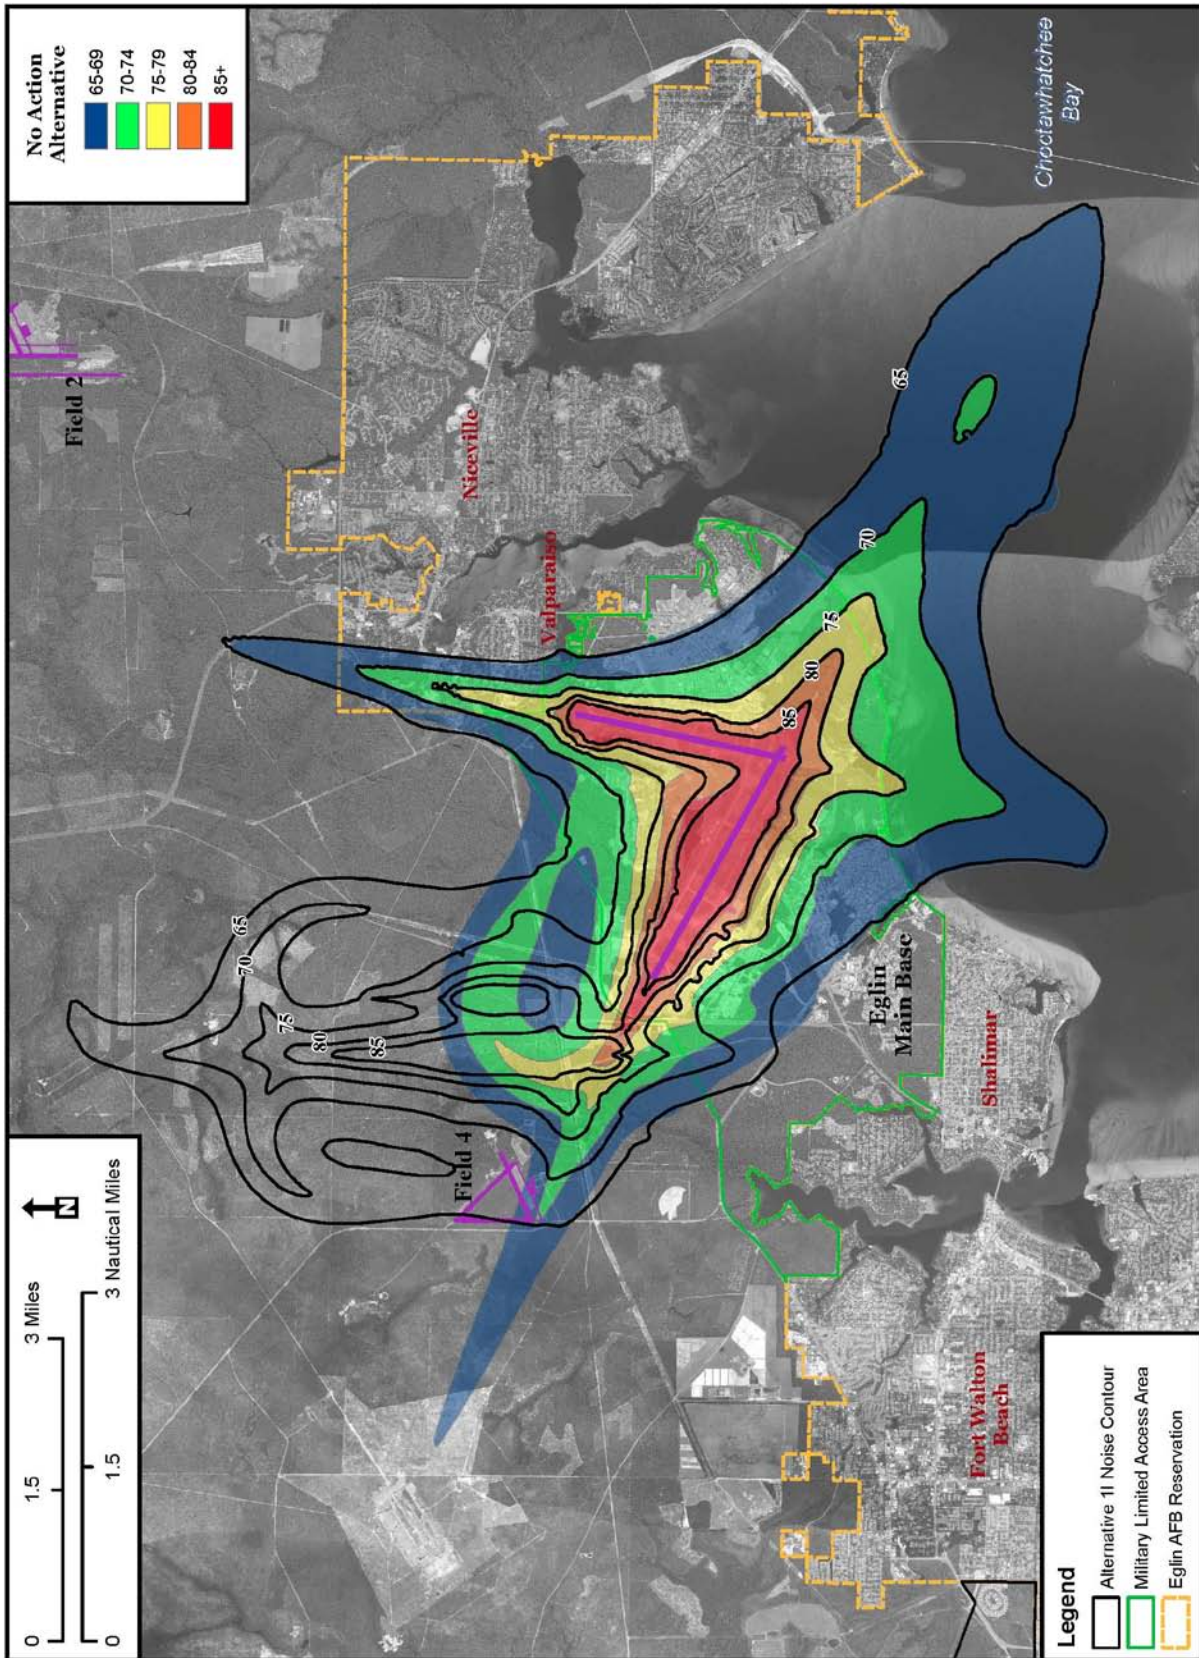 0 1.5 3 Miles
0 1.5 3 Nautical Miles
N
No Action
Alternative
65-69
70-74
75-79
80-84
85+
Field 2
65
70
75
80
85
Field 4
Niceville
Valparaiso
65
70
75
80
85
Choctawhatchee
Bay
Eglin
Main Base
Shalimar
Fort Walton
Beach
Legend
Alternative 1I Noise Contour
Military Limited Access Area
Eglin AFB Reservation